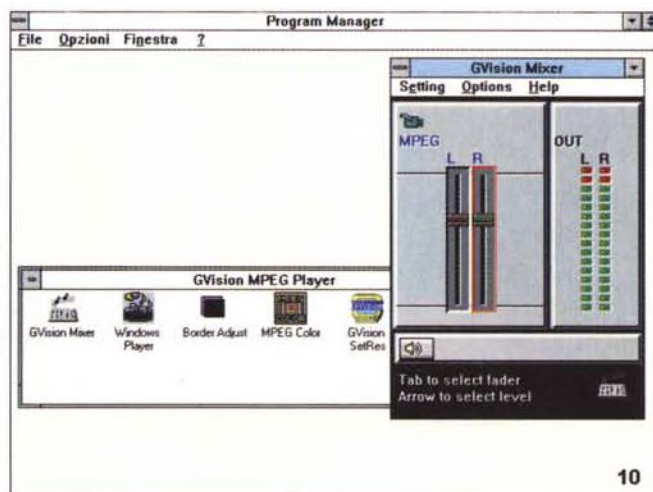 Program Manager
File Opzioni Finestra ?
GVision Mixer
Setting Options Help
MPEG
L R
OUT
L R
GVision MPEG Player
GVision Mixer
Windows Player
Border Adjust
MPEG Color
GVision SetRes
Tab to select fader
Arrow to select level
10